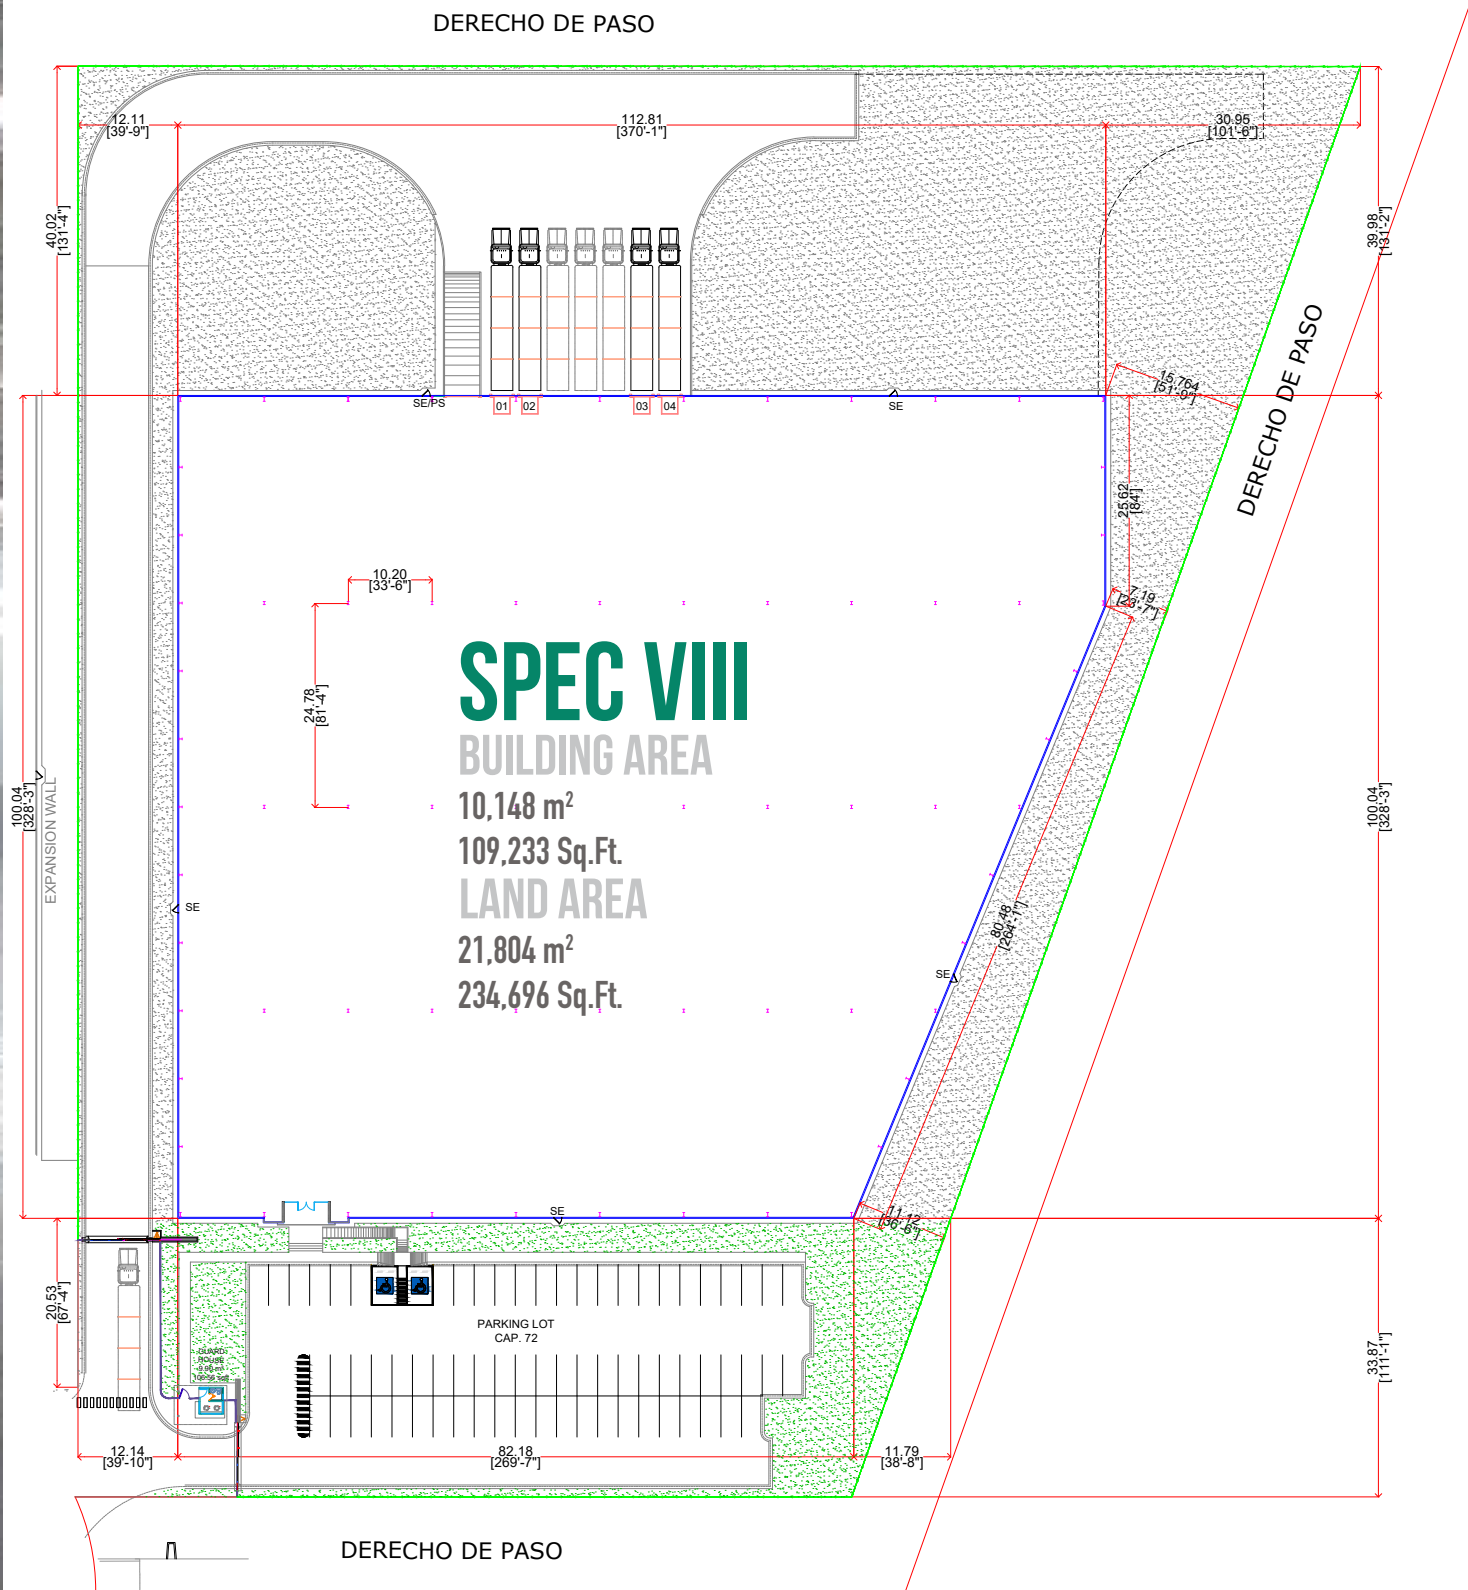 DERECHO DE PASO
12.11
[39'-9"]
112.81
[370'-1"]
30.95
[101'-6"]
40.02
[131'-4"]
39.98
[131'-2"]
DERECHO DE PASO
15.764
[51'-9"]
SE/PS
01
02
03
04
SE
25.62
[84']
10.20
[33'-6"]
7.19
[23'-7"]
24.78
[81'-4"]
SPEC VIII
BUILDING AREA
10,148 m²
109,233 Sq.Ft.
LAND AREA
21,804 m²
234,696 Sq.Ft.
100.04
[328'-3"]
EXPANSION WALL
100.04
[328'-3"]
SE
80.48
[264'-1"]
SE
SE
11.12
[36'-6"]
20.53
[67'-4"]
PARKING LOT
CAP. 72
GUARD
HOUSE
33.87
[111'-1"]
12.14
[39'-10"]
82.18
[269'-7"]
11.79
[38'-8"]
DERECHO DE PASO